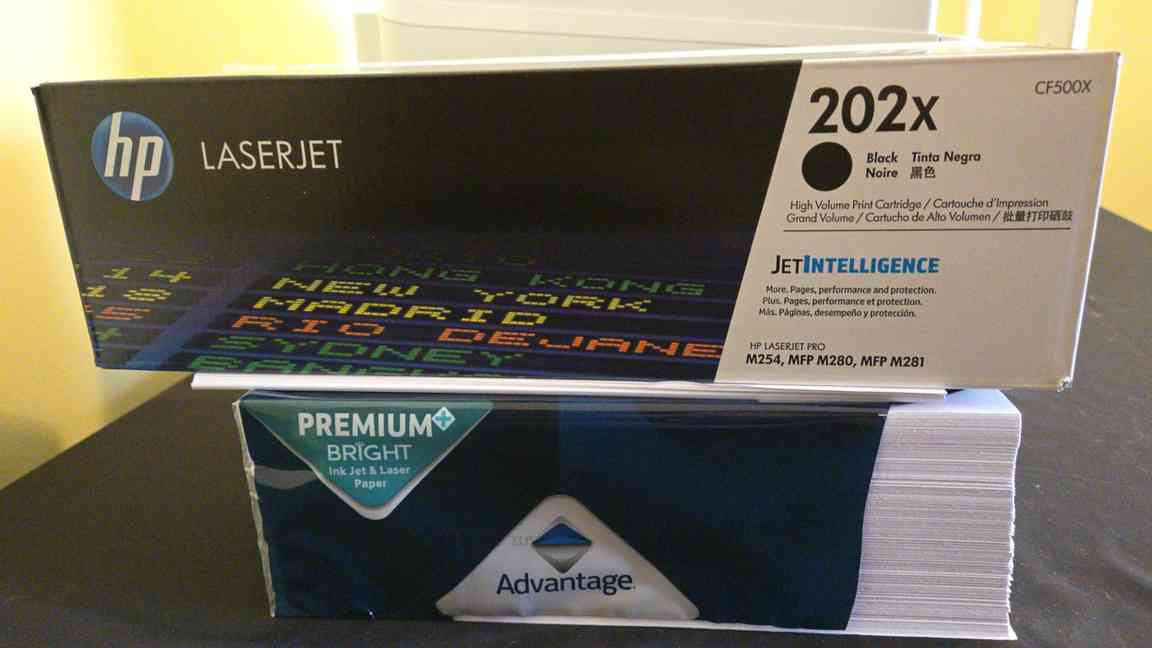 hp
LASERJET
202x
CF500X
Black Tinta Negra
Noire 黑色
High Volume Print Cartridge / Cartouche d'Impression
Grand Volume / Cartucho de Alto Volumen / 批量打印硒鼓
JETINTELLIGENCE
More. Pages, performance and protection.
Plus. Pages, performance et protection.
Más. Páginas, desempeño y protección.
HP LASERJET PRO
M254, MFP M280, MFP M281
14 HONG KONG
13 NEW YORK
MADRID
RIO DEJANE
SYDNEY
PREMIUM+
BRIGHT
Ink Jet & Laser
Paper
Advantage